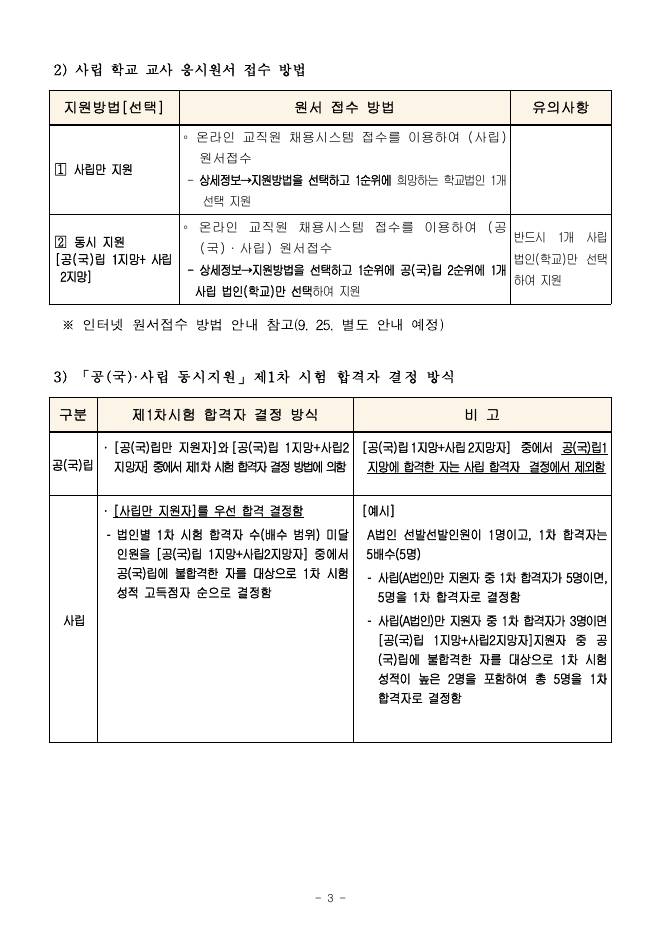 2) 사립 학교 교사 응시원서 접수 방법
지원방법[선택] 원서 접수 방법 유의사항
1 사립만 지원
◦ 온라인 교직원 채용시스템 접수를 이용하여 (사립)
원서접수
- 상세정보→지원방법을 선택하고 1순위에 희망하는 학교법인 1개
선택 지원
2 동시 지원
[공(국)립 1지망+ 사립
2지망]
◦ 온라인 교직원 채용시스템 접수를 이용하여 (공
(국)·사립) 원서접수
- 상세정보→지원방법을 선택하고 1순위에 공(국)립 2순위에 1개
사립 법인(학교)만 선택하여 지원
반드시 1개 사립
법인(학교)만 선택
하여 지원
※ 인터넷 원서접수 방법 안내 참고(9. 25. 별도 안내 예정)
3) 「공(국)·사립 동시지원」제1차 시험 합격자 결정 방식
구분 제1차시험 합격자 결정 방식 비 고
공(국)립
· [공(국)립만 지원자]와 [공(국)립 1지망+사립2
지망자] 중에서 제1차 시험 합격자 결정 방법에 의함
[공(국)립 1지망+사립 2지망자] 중에서 공(국)립1
지망에 합격한 자는 사립 합격자 결정에서 제외함
사립
· [사립만 지원자]를 우선 합격 결정함
- 법인별 1차 시험 합격자 수(배수 범위) 미달
인원을 [공(국)립 1지망+사립2지망자] 중에서
공(국)립에 불합격한 자를 대상으로 1차 시험
성적 고득점자 순으로 결정함
[예시]
A법인 선발선발인원이 1명이고, 1차 합격자는
5배수(5명)
- 사립(A법인)만 지원자 중 1차 합격자가 5명이면,
5명을 1차 합격자로 결정함
- 사립(A법인)만 지원자 중 1차 합격자가 3명이면
[공(국)립 1지망+사립2지망자]지원자 중 공
(국)립에 불합격한 자를 대상으로 1차 시험
성적이 높은 2명을 포함하여 총 5명을 1차
합격자로 결정함
- 3 -